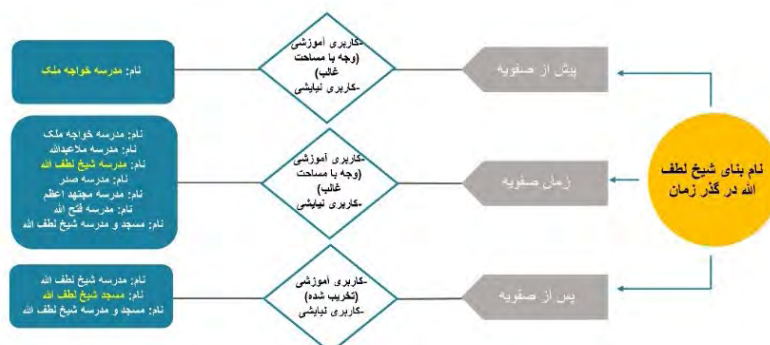 نام بنای شیخ لطف
الله در گذر زمان
پیش از صفویه
-کاربری آموزشی
(وجه با مساحت
غالب)
-کاربری نیایشی
نام: مدرسه خواجه ملک
زمان صفویه
-کاربری آموزشی
(وجه با مساحت
غالب)
-کاربری نیایشی
نام: مدرسه خواجه ملک
نام: مدرسه ملاعبدالله
نام: مدرسه شیخ لطف الله
نام: مدرسه صدر
نام: مدرسه مجتهد اعظم
نام: مدرسه فتح الله
نام: مسجد و مدرسه شیخ لطف الله
پس از صفویه
-کاربری آموزشی
(تخریب شده)
-کاربری نیایشی
نام: مدرسه شیخ لطف الله
نام: مسجد شیخ لطف الله
نام: مسجد و مدرسه شیخ لطف الله